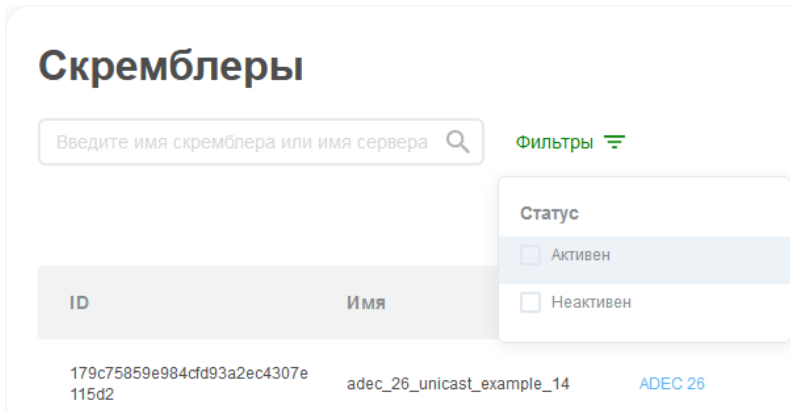 Скремблеры
Введите имя скремблера или имя сервера
Фильтры
Статус
Активен
Неактивен
ID
Имя
179c75859e984cfd93a2ec4307e
115d2
adec_26_unicast_example_14
ADEC 26